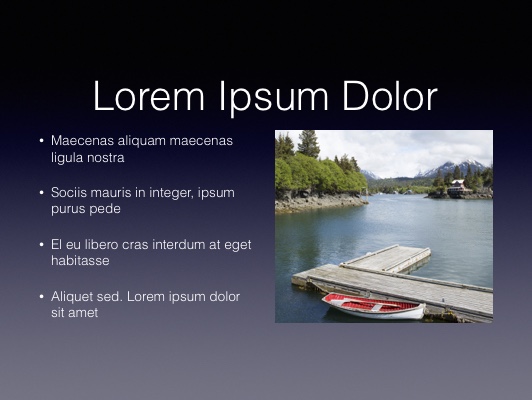 Lorem Ipsum Dolor
• Maecenas aliquam maecenas
ligula nostra
• Sociis mauris in integer, ipsum
purus pede
• El eu libero cras interdum at eget
habitasse
• Aliquet sed. Lorem ipsum dolor
sit amet